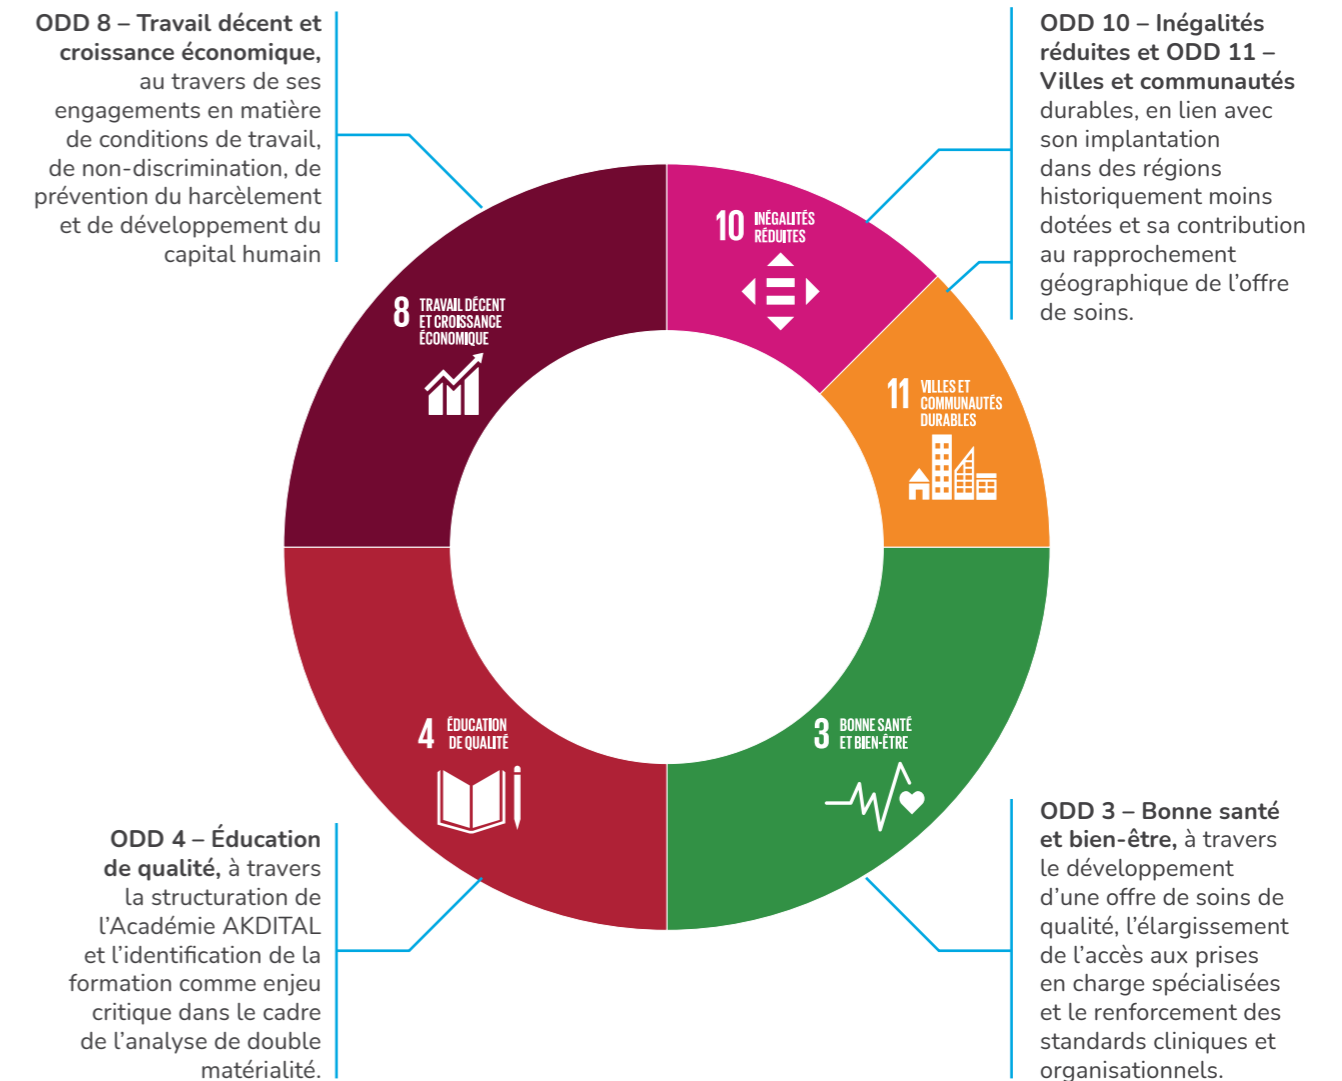 ODD 8 – Travail décent et
croissance économique,
au travers de ses
engagements en matière
de conditions de travail,
de non-discrimination, de
prévention du harcèlement
et de développement du
capital humain
ODD 10 – Inégalités
réduites et ODD 11 –
Villes et communautés
durables, en lien avec
son implantation
dans des régions
historiquement moins
dotées et sa contribution
au rapprochement
géographique de l’offre
de soins.
10 INÉGALITÉS
RÉDUITES
8 TRAVAIL DÉCENT
ET CROISSANCE
ÉCONOMIQUE
11 VILLES ET
COMMUNAUTÉS
DURABLES
4 ÉDUCATION
DE QUALITÉ
3 BONNE SANTÉ
ET BIEN-ÊTRE
ODD 4 – Éducation
de qualité, à travers
la structuration de
l’Académie AKDITAL
et l’identification de la
formation comme enjeu
critique dans le cadre
de l’analyse de double
matérialité.
ODD 3 – Bonne santé
et bien-être, à travers
le développement
d’une offre de soins de
qualité, l’élargissement
de l’accès aux prises
en charge spécialisées
et le renforcement des
standards cliniques et
organisationnels.